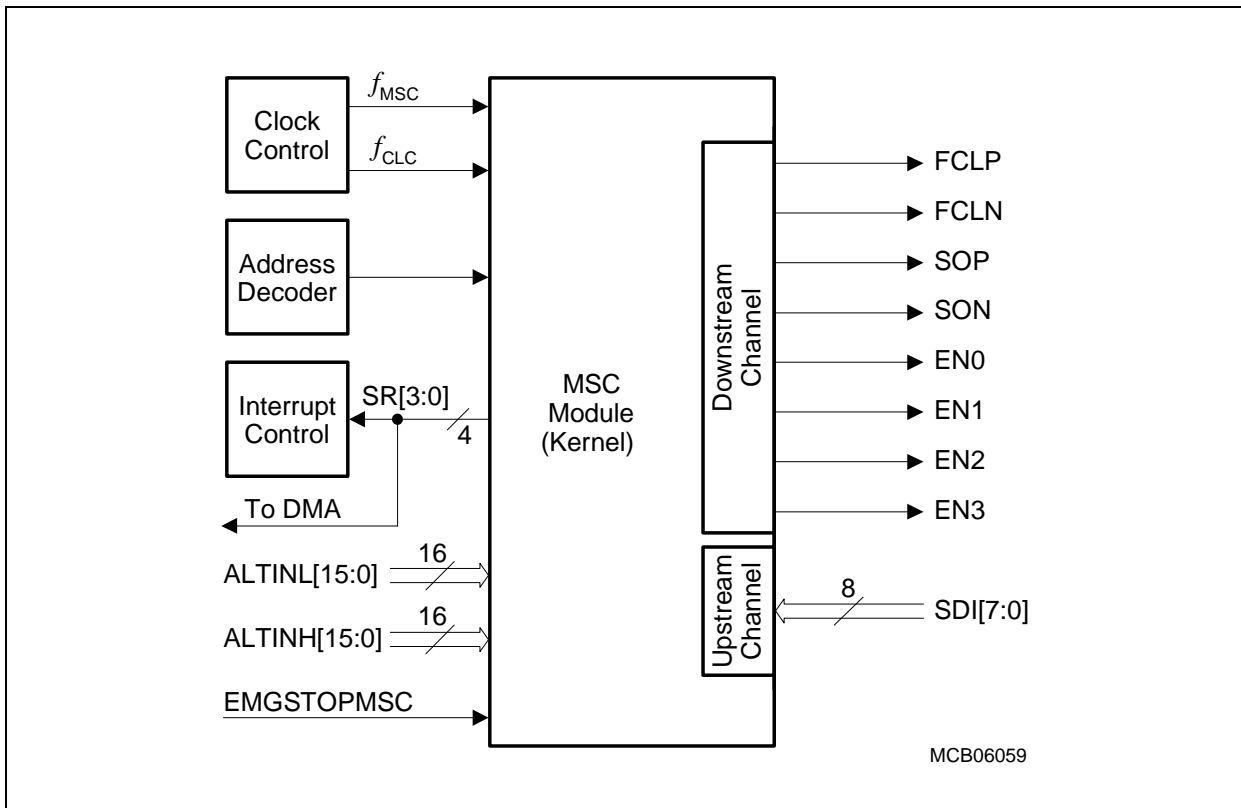 Clock
Control
fMSC
fCLC
Address
Decoder
Interrupt
Control
SR[3:0]
4
To DMA
ALTINL[15:0]
16
ALTINH[15:0]
16
EMGSTOPMSC
MSC
Module
(Kernel)
Downstream
Channel
Upstream
Channel
FCLP
FCLN
SOP
SON
EN0
EN1
EN2
EN3
8
SDI[7:0]
MCB06059